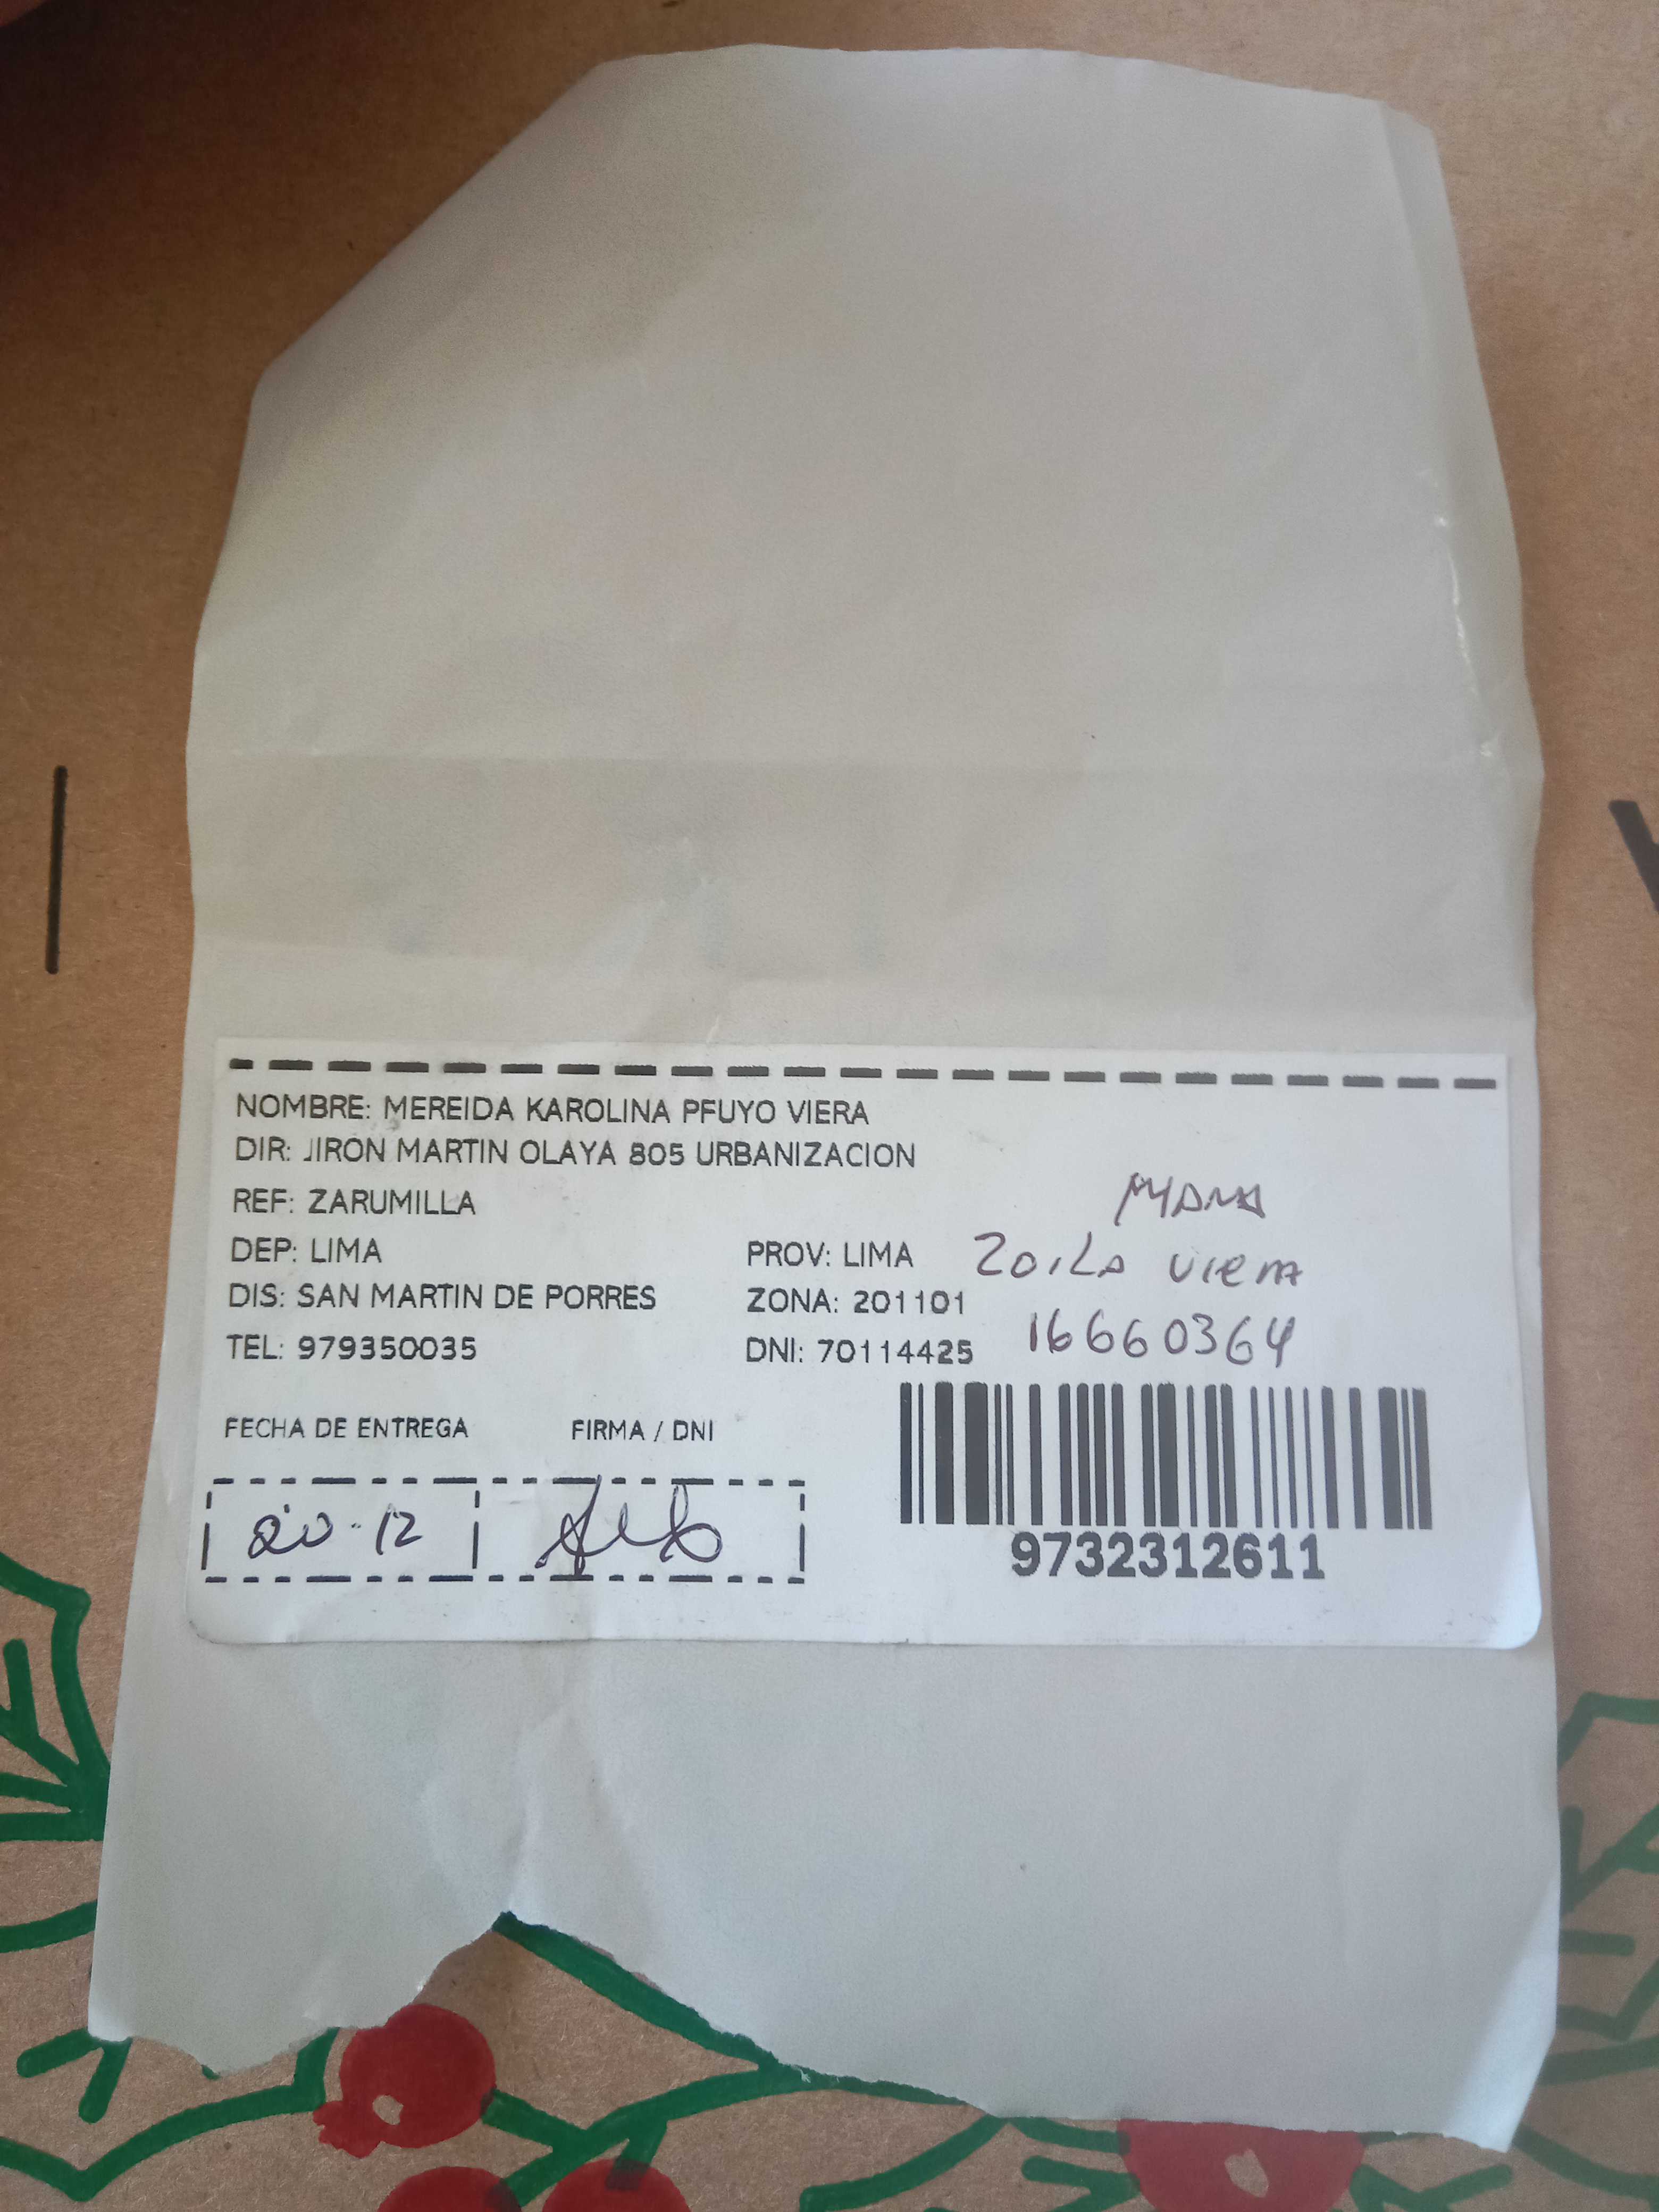 NOMBRE: MEREIDA KAROLINA PFUYO VIERA
DIR: JIRON MARTIN OLAYA 805 URBANIZACION
REF: ZARUMILLA
MAMA
DEP: LIMA PROV: LIMA
Zoila Viera
DIS: SAN MARTIN DE PORRES ZONA: 201101
TEL: 979350035 DNI: 70114425
16660364
FECHA DE ENTREGA FIRMA / DNI
20-12
9732312611